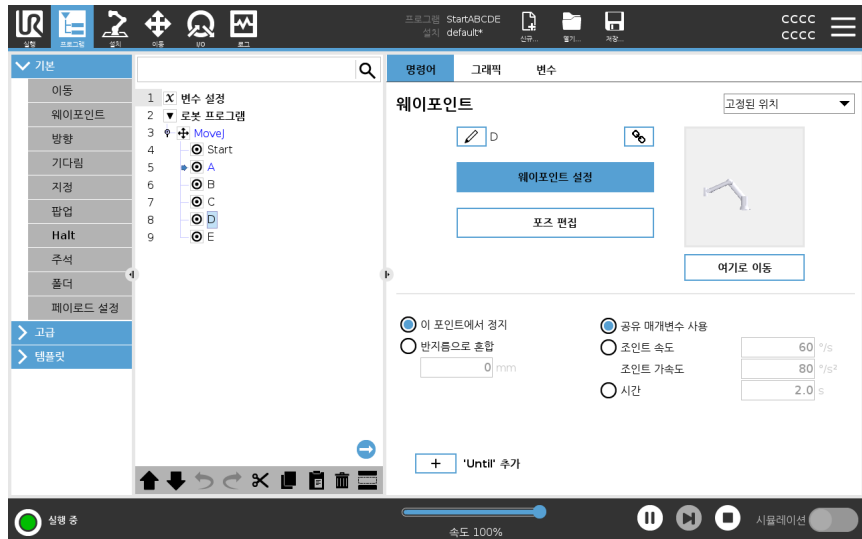 UR
프로그램 StartABCDE
설치 default*
CCCC
CCCC
실행 프로그램 설치 이동 I/O 로그 신규... 열기... 저장...
기본
이동
웨이포인트
방향
기다림
지정
팝업
Halt
주석
폴더
페이로드 설정
고급
템플릿
1 X 변수 설정
2 ▼ 로봇 프로그램
3 MoveJ
4 Start
5 A
6 B
7 C
8 D
9 E
명령어 그래픽 변수
웨이포인트
고정된 위치
D
웨이포인트 설정
포즈 편집
여기로 이동
이 포인트에서 정지
반지름으로 혼합
0 mm
공유 매개변수 사용
조인트 속도 60 °/s
조인트 가속도 80 °/s²
시간 2.0 s
+ 'Until' 추가
실행 중
속도 100%
시뮬레이션